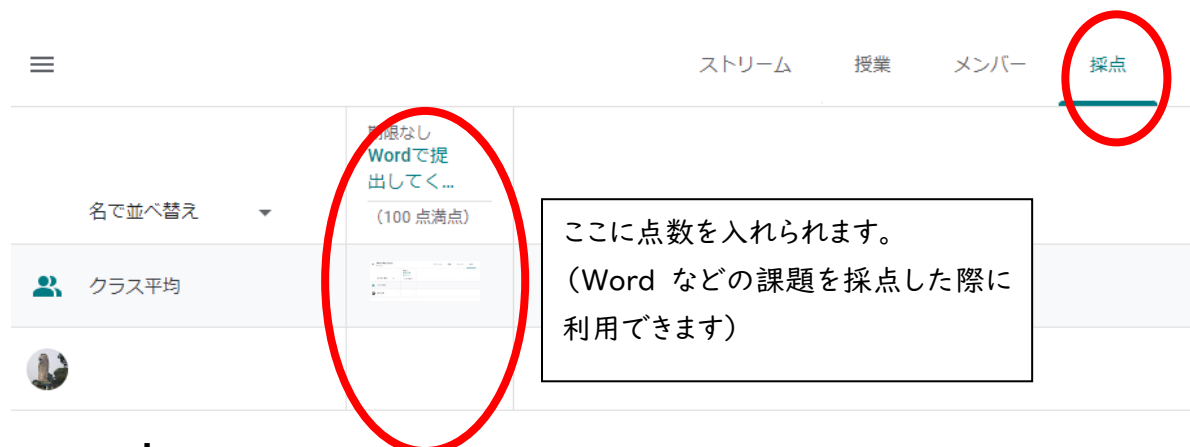 ストリーム 授業 メンバー 採点
期限なし
Wordで提
出してく...
名で並べ替え
（100 点満点）
ここに点数を入れられます。
（Word などの課題を採点した際に
利用できます）
クラス平均